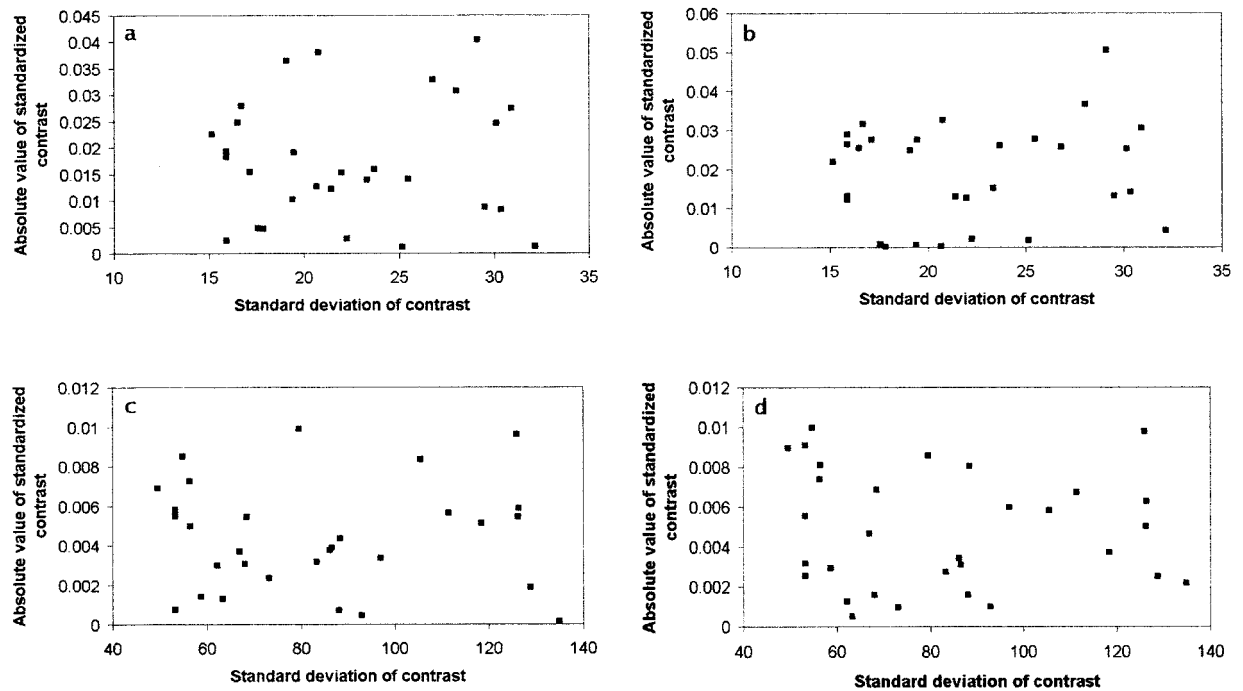 a
Absolute value of standardized
contrast
0.045
0.04
0.035
0.03
0.025
0.02
0.015
0.01
0.005
0
10 15 20 25 30 35
Standard deviation of contrast
b
Absolute value of standardized
contrast
0.06
0.05
0.04
0.03
0.02
0.01
0
10 15 20 25 30 35
Standard deviation of contrast
c
Absolute value of standardized
contrast
0.012
0.01
0.008
0.006
0.004
0.002
0
40 60 80 100 120 140
Standard deviation of contrast
d
Absolute value of standardized
contrast
0.012
0.01
0.008
0.006
0.004
0.002
0
40 60 80 100 120 140
Standard deviation of contrast